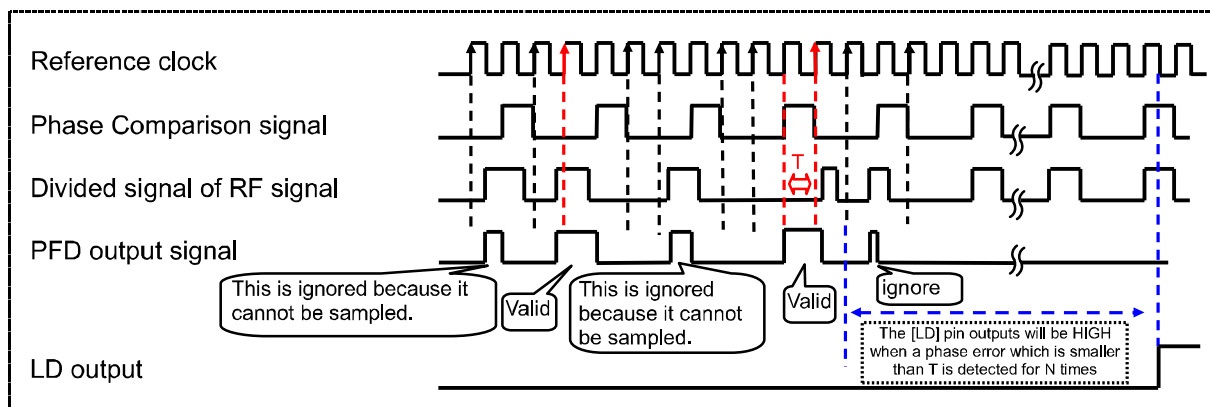 Reference clock
Phase Comparison signal
T
Divided signal of RF signal
PFD output signal
This is ignored because it
cannot be sampled.
Valid
This is ignored
because it cannot
be sampled.
Valid
ignore
The [LD] pin outputs will be HIGH
when a phase error which is smaller
than T is detected for N times
LD output